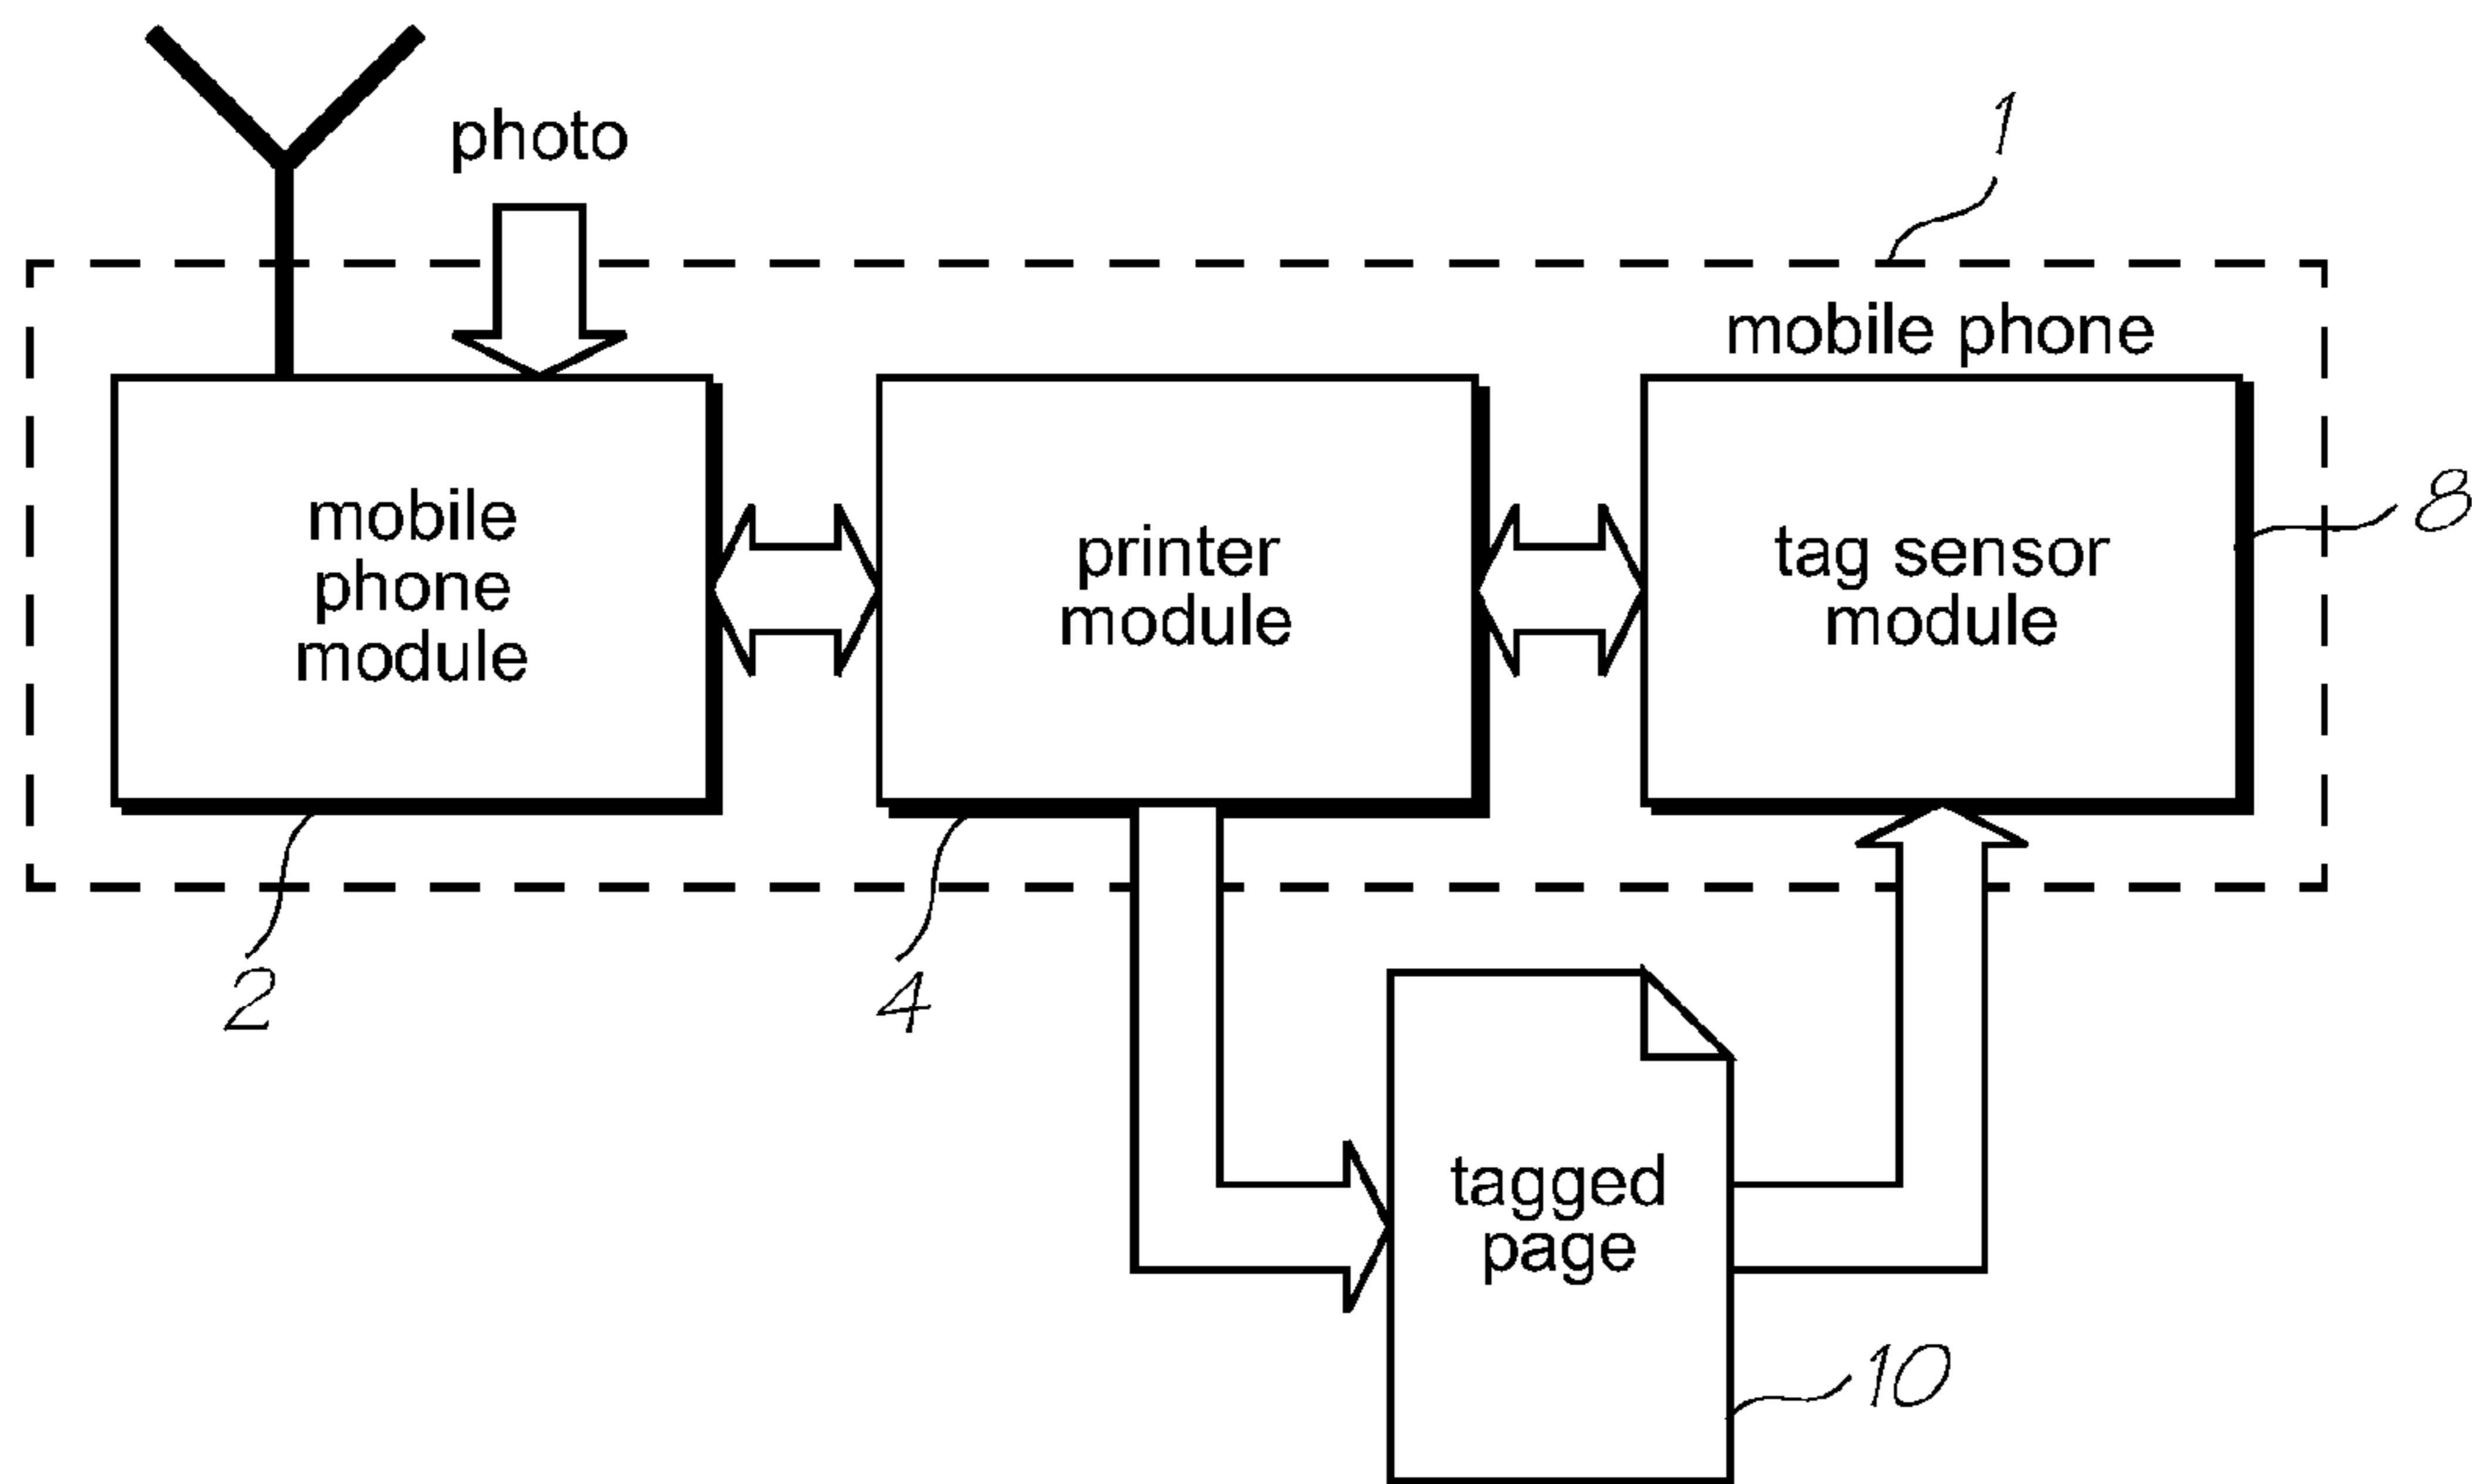 photo
1
mobile phone
mobile
phone
module
printer
module
tag sensor
module
8
2
4
tagged
page
10